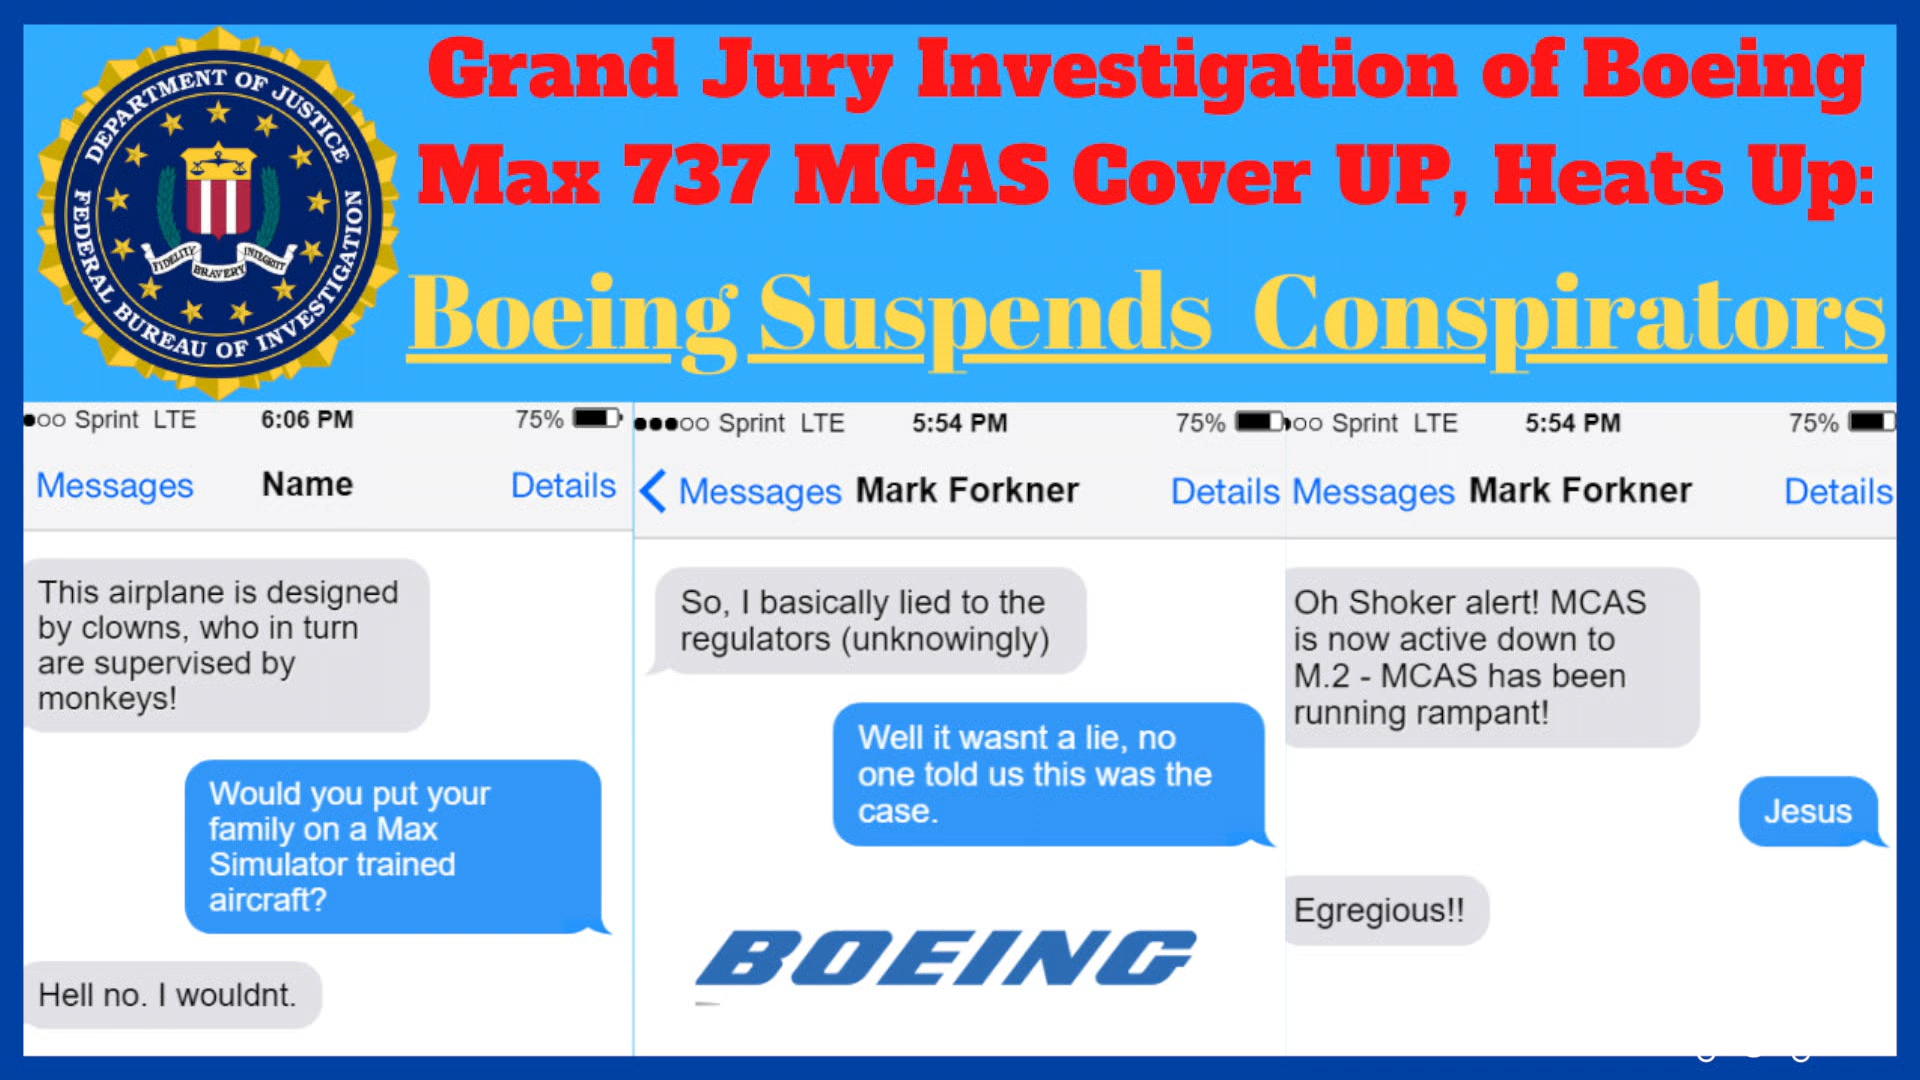 DEPARTMENT OF JUSTICE
FEDERAL BUREAU OF INVESTIGATION
FIDELITY BRAVERY INTEGRITY
Grand Jury Investigation of Boeing
Max 737 MCAS Cover UP, Heats Up:
Boeing Suspends Conspirators
Sprint LTE 6:06 PM 75%
Messages Name Details
This airplane is designed
by clowns, who in turn
are supervised by
monkeys!
Would you put your
family on a Max
Simulator trained
aircraft?
Hell no. I wouldnt.
Sprint LTE 5:54 PM 75%
Messages Mark Forkner Details
So, I basically lied to the
regulators (unknowingly)
Well it wasnt a lie, no
one told us this was the
case.
BOEING
Sprint LTE 5:54 PM 75%
Messages Mark Forkner Details
Oh Shoker alert! MCAS
is now active down to
M.2 - MCAS has been
running rampant!
Jesus
Egregious!!